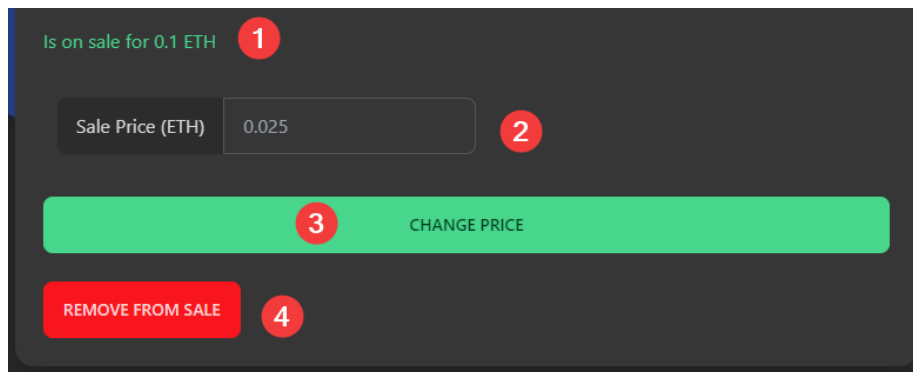 Is on sale for 0.1 ETH 1
Sale Price (ETH) 0.025 2
3 CHANGE PRICE
REMOVE FROM SALE 4